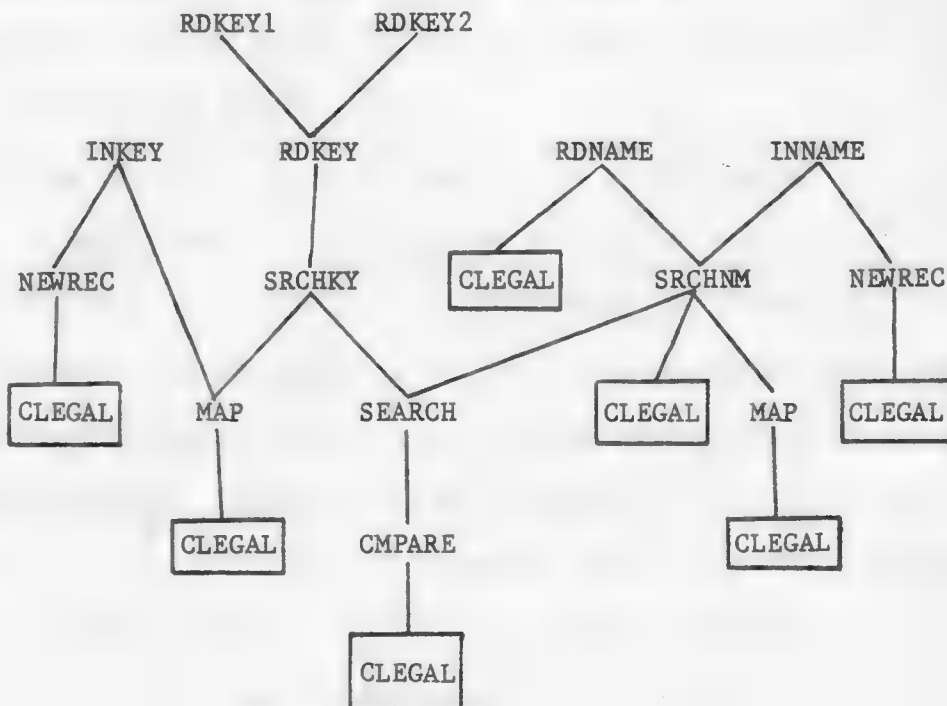 RDKEY1 RDKEY2
INKEY RDKEY RDNAME INNAME
NEWREC CLEGAL SRCHKY SRCHNM NEWREC
CLEGAL MAP SEARCH CLEGAL MAP CLEGAL
CLEGAL CMPARE CLEGAL
CLEGAL